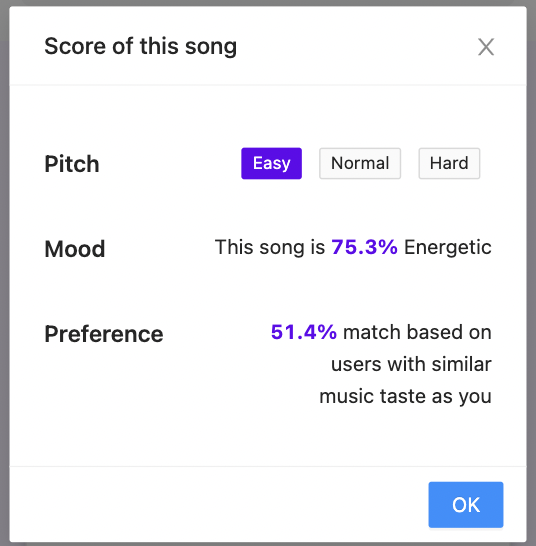 Score of this song
Pitch
Easy
Normal
Hard
Mood
This song is 75.3% Energetic
Preference
51.4% match based on
users with similar
music taste as you
OK